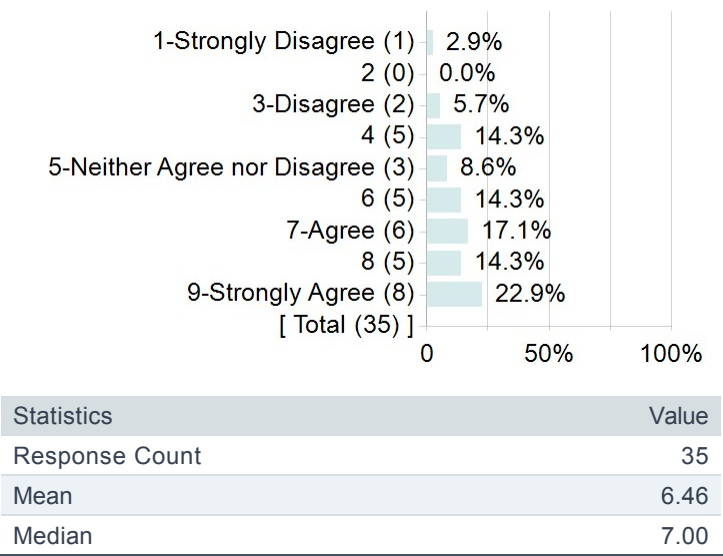 1-Strongly Disagree (1) 2.9%
2 (0) 0.0%
3-Disagree (2) 5.7%
4 (5) 14.3%
5-Neither Agree nor Disagree (3) 8.6%
6 (5) 14.3%
7-Agree (6) 17.1%
8 (5) 14.3%
9-Strongly Agree (8) 22.9%
[ Total (35) ]
0 50% 100%
Statistics Value
Response Count 35
Mean 6.46
Median 7.00